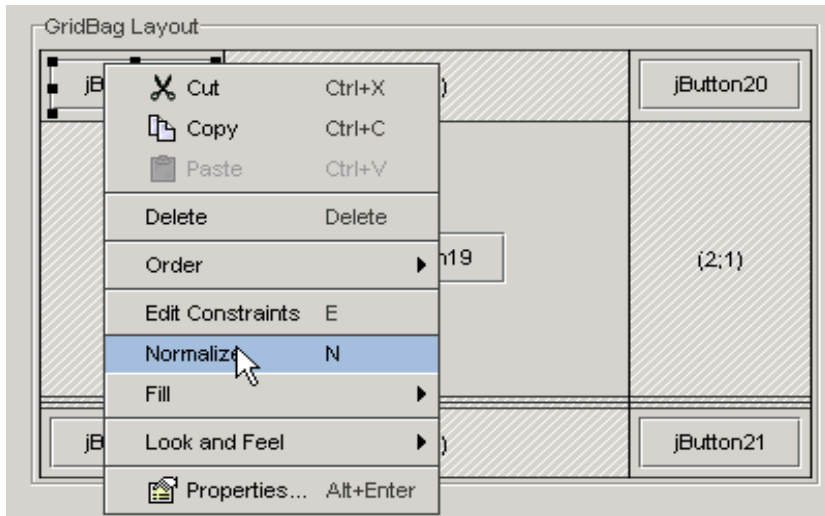 GridBag Layout
jB
)
jButton20
Cut Ctrl+X
Copy Ctrl+C
Paste Ctrl+V
Delete Delete
Order
n19
(2;1)
Edit Constraints E
Normalize N
Fill
jB
Look and Feel
)
jButton21
Properties... Alt+Enter